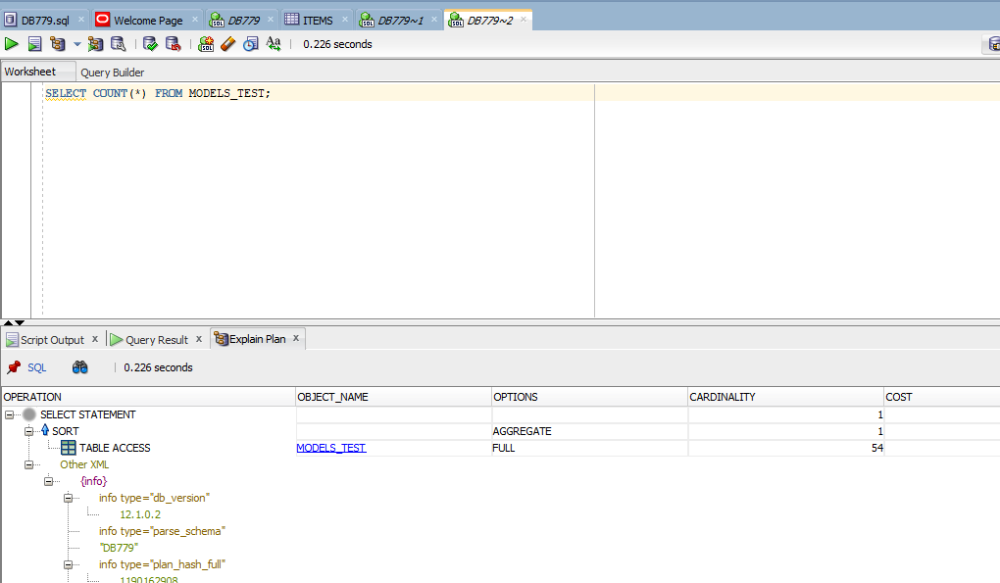 DB779.sql Welcome Page DB779 ITEMS DB779~1 DB779~2
0.226 seconds
Worksheet Query Builder
SELECT COUNT(*) FROM MODELS_TEST;
Script Output Query Result Explain Plan
SQL 0.226 seconds
OPERATION OBJECT_NAME OPTIONS CARDINALITY COST
SELECT STATEMENT 1
SORT AGGREGATE 1
TABLE ACCESS MODELS_TEST FULL 54
Other XML
{info}
info type="db_version"
12.1.0.2
info type="parse_schema"
"DB779"
info type="plan_hash_full"
1190162908